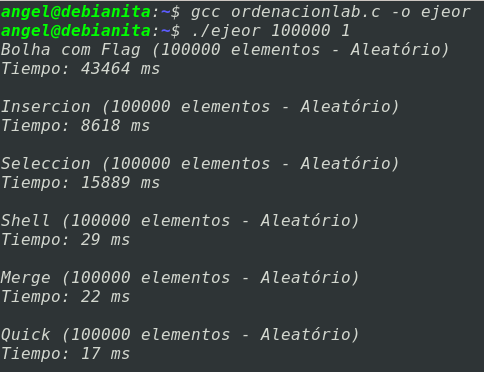 angel@debianita:~$ gcc ordenacionlab.c -o ejeor
angel@debianita:~$ ./ejeor 100000 1
Bolha com Flag (100000 elementos - Aleatório)
Tiempo: 43464 ms
Insercion (100000 elementos - Aleatório)
Tiempo: 8618 ms
Seleccion (100000 elementos - Aleatório)
Tiempo: 15889 ms
Shell (100000 elementos - Aleatório)
Tiempo: 29 ms
Merge (100000 elementos - Aleatório)
Tiempo: 22 ms
Quick (100000 elementos - Aleatório)
Tiempo: 17 ms